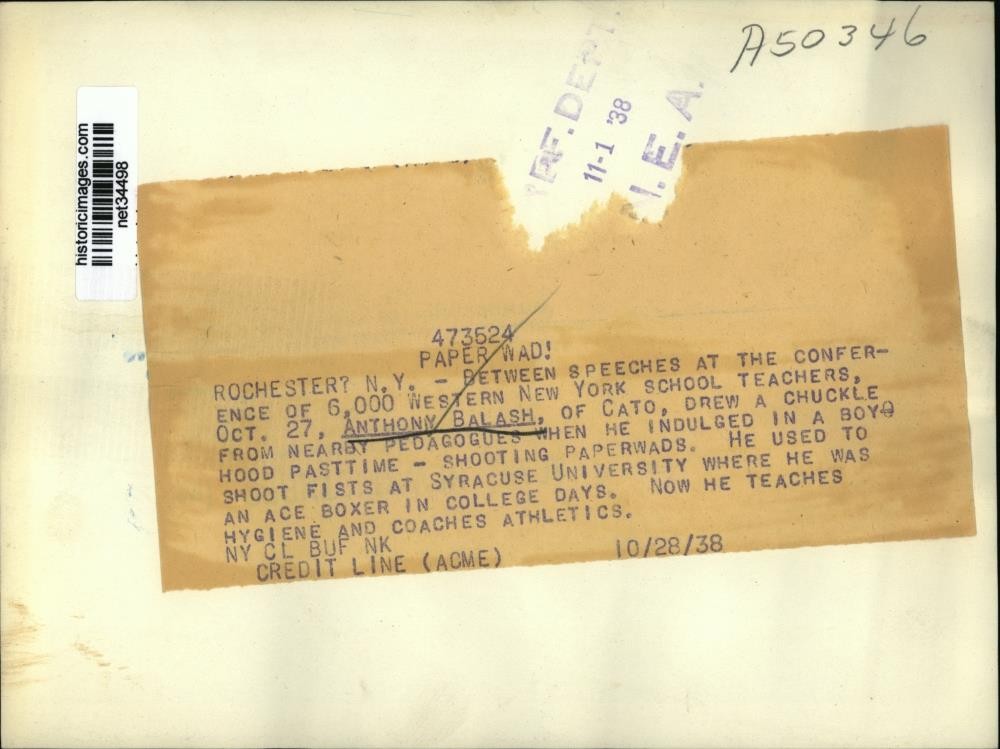 A50346
REF. DEPT.
11-1 '38
N. E. A.
historicimages.com
net34498
473524
PAPER WAD!
ROCHESTER? N.Y. – BETWEEN SPEECHES AT THE CONFER-
ENCE OF 6,000 WESTERN NEW YORK SCHOOL TEACHERS,
OCT. 27, ANTHONY BALASH, OF CATO, DREW A CHUCKLE
FROM NEARBY PEDAGOGUES WHEN HE INDULGED IN A BOY
HOOD PASTTIME – SHOOTING PAPERWADS. HE USED TO
SHOOT FISTS AT SYRACUSE UNIVERSITY WHERE HE WAS
AN ACE BOXER IN COLLEGE DAYS. NOW HE TEACHES
HYGIENE AND COACHES ATHLETICS.
NY CL BUF NK
CREDIT LINE (ACME) 10/28/38